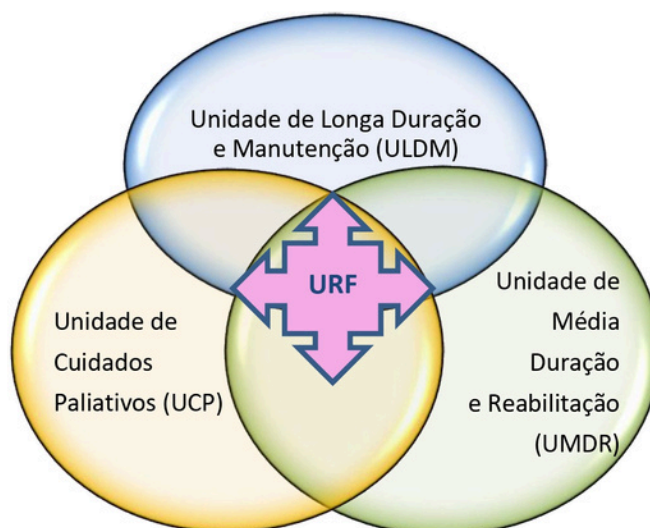 Unidade de Longa Duração
e Manutenção (ULDM)
URF
Unidade de
Cuidados
Paliativos (UCP)
Unidade de
Média
Duração
e Reabilitação
(UMDR)